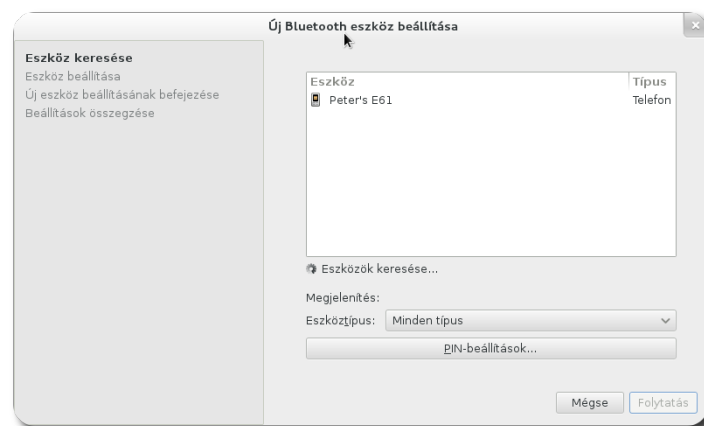 Új Bluetooth eszköz beállítása
Eszköz keresése
Eszköz beállítása
Új eszköz beállításának befejezése
Beállítások összegzése
Eszköz Típus
Peter's E61 Telefon
Eszközök keresése...
Megjelenítés:
Eszköztípus: Minden típus
PIN-beállítások...
Mégse Folytatás